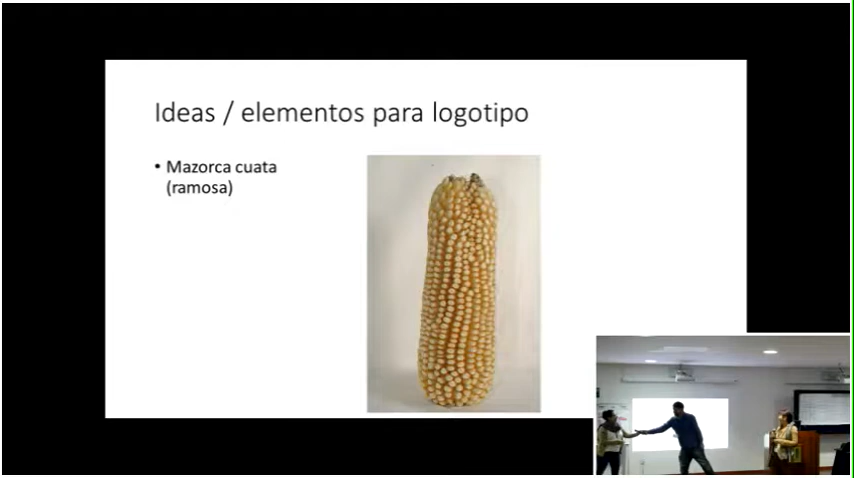 Ideas / elementos para logotipo
• Mazorca cuata
(ramosa)